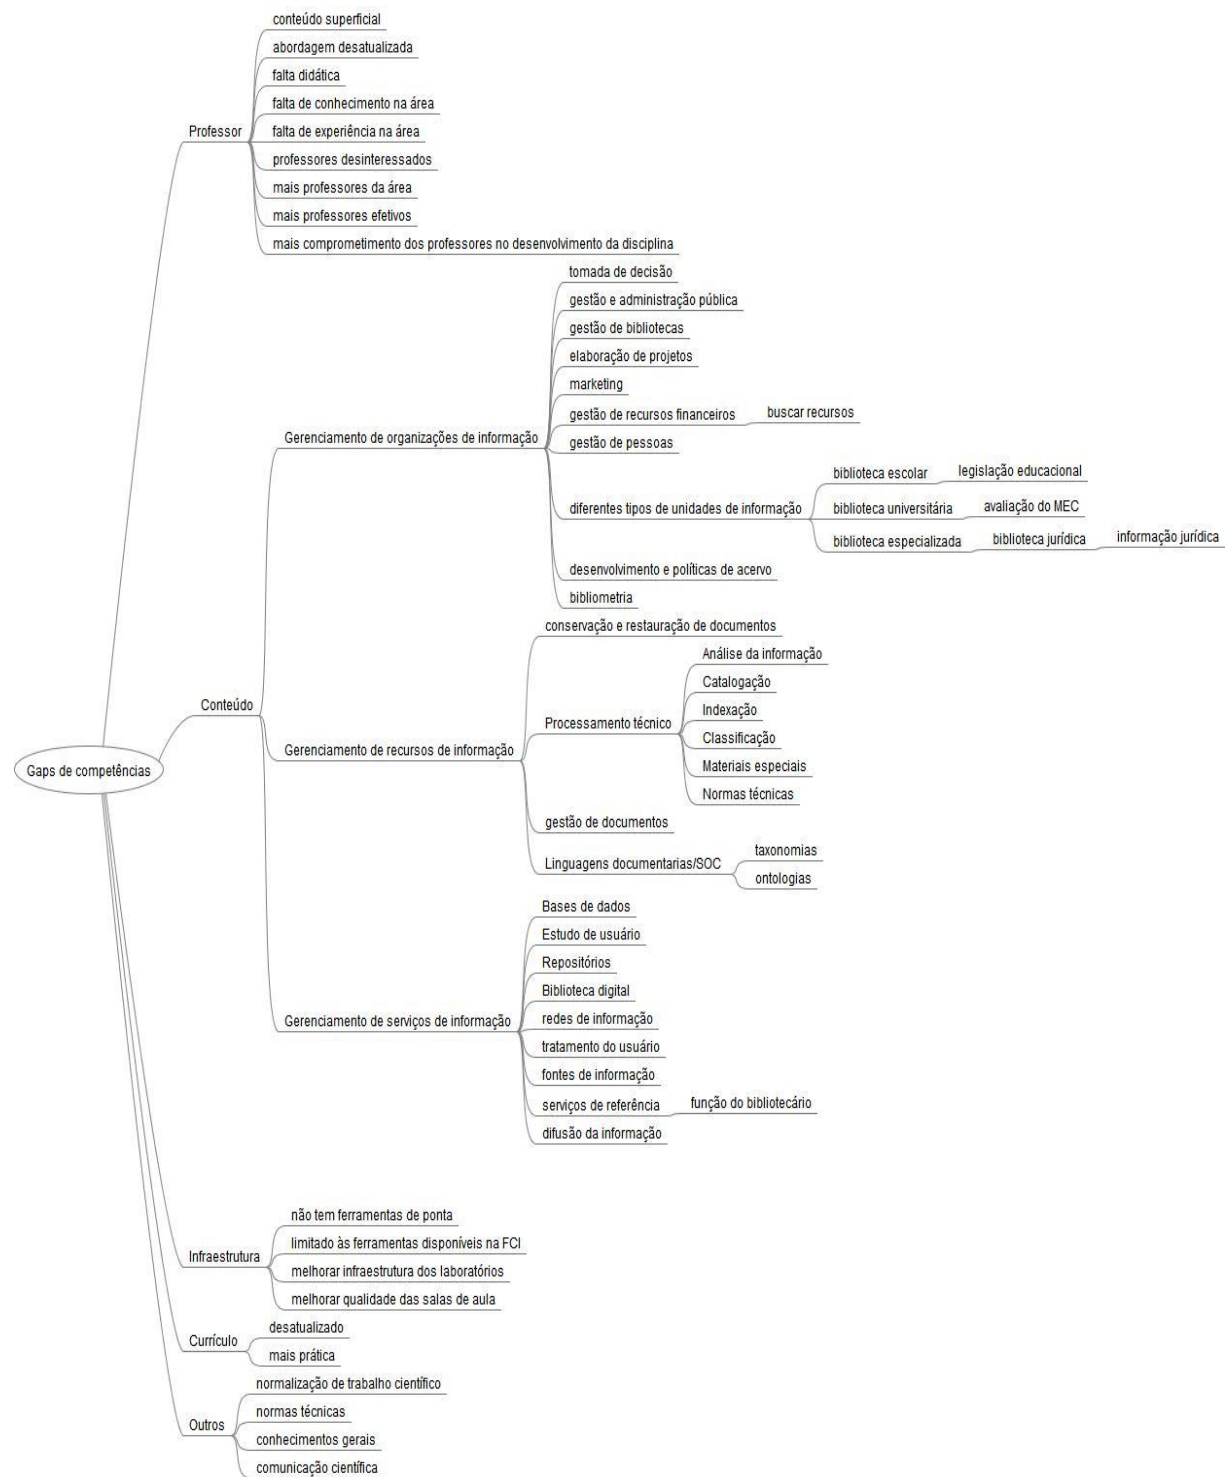 conteúdo superficial
abordagem desatualizada
falta didática
falta de conhecimento na área
Professor
falta de experiência na área
professores desinteressados
mais professores da área
mais professores efetivos
mais comprometimento dos professores no desenvolvimento da disciplina
tomada de decisão
gestão e administração pública
gestão de bibliotecas
elaboração de projetos
marketing
gestão de recursos financeiros
buscar recursos
Gerenciamento de organizações de informação
gestão de pessoas
biblioteca escolar
legislação educacional
diferentes tipos de unidades de informação
biblioteca universitária
avaliação do MEC
biblioteca especializada
biblioteca jurídica
informação jurídica
desenvolvimento e políticas de acervo
bibliometria
conservação e restauração de documentos
Análise da informação
Catalogação
Conteúdo
Indexação
Processamento técnico
Classificação
Gerenciamento de recursos de informação
Materiais especiais
Gaps de competências
Normas técnicas
gestão de documentos
Linguagens documentarias/SOC
taxonomias
ontologias
Bases de dados
Estudo de usuário
Repositórios
Biblioteca digital
Gerenciamento de serviços de informação
redes de informação
tratamento do usuário
fontes de informação
serviços de referência
função do bibliotecário
difusão da informação
não tem ferramentas de ponta
limitado às ferramentas disponíveis na FCI
Infraestrutura
melhorar infraestrutura dos laboratórios
melhorar qualidade das salas de aula
desatualizado
Currículo
mais prática
normalização de trabalho científico
normas técnicas
Outros
conhecimentos gerais
comunicação científica